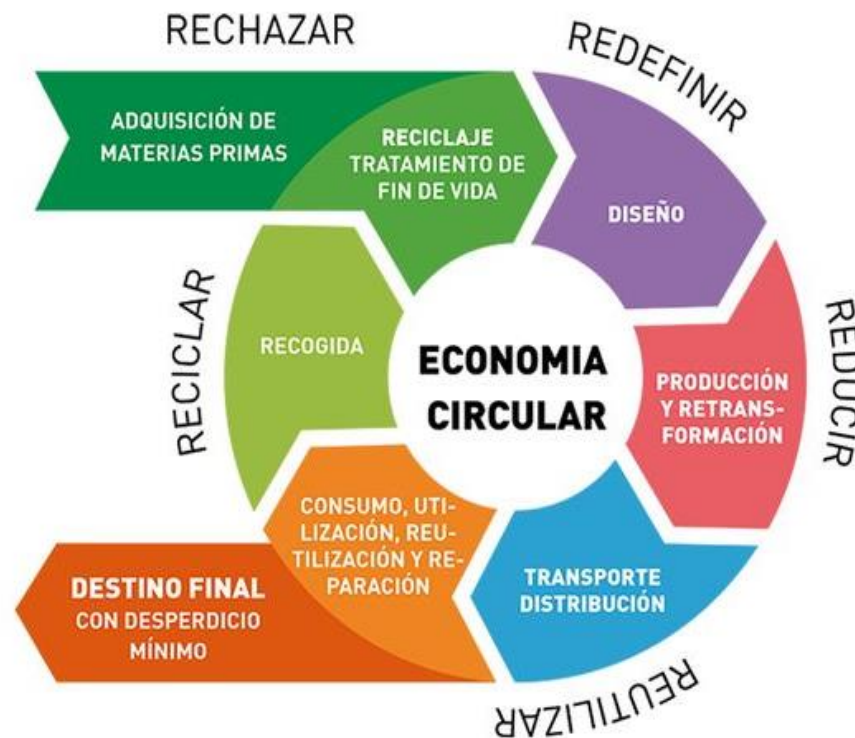 RECHAZAR
REDEFINIR
ADQUISICIÓN DE
MATERIAS PRIMAS
RECICLAJE
TRATAMIENTO DE
FIN DE VIDA
DISEÑO
REDUCIR
PRODUCCIÓN
Y RETRANS-
FORMACIÓN
ECONOMIA
CIRCULAR
RECICLAR
RECOGIDA
CONSUMO, UTI-
LIZACIÓN, REU-
TILIZACIÓN Y RE-
PARACIÓN
TRANSPORTE
DISTRIBUCIÓN
REUTILIZAR
DESTINO FINAL
CON DESPERDICIO
MÍNIMO